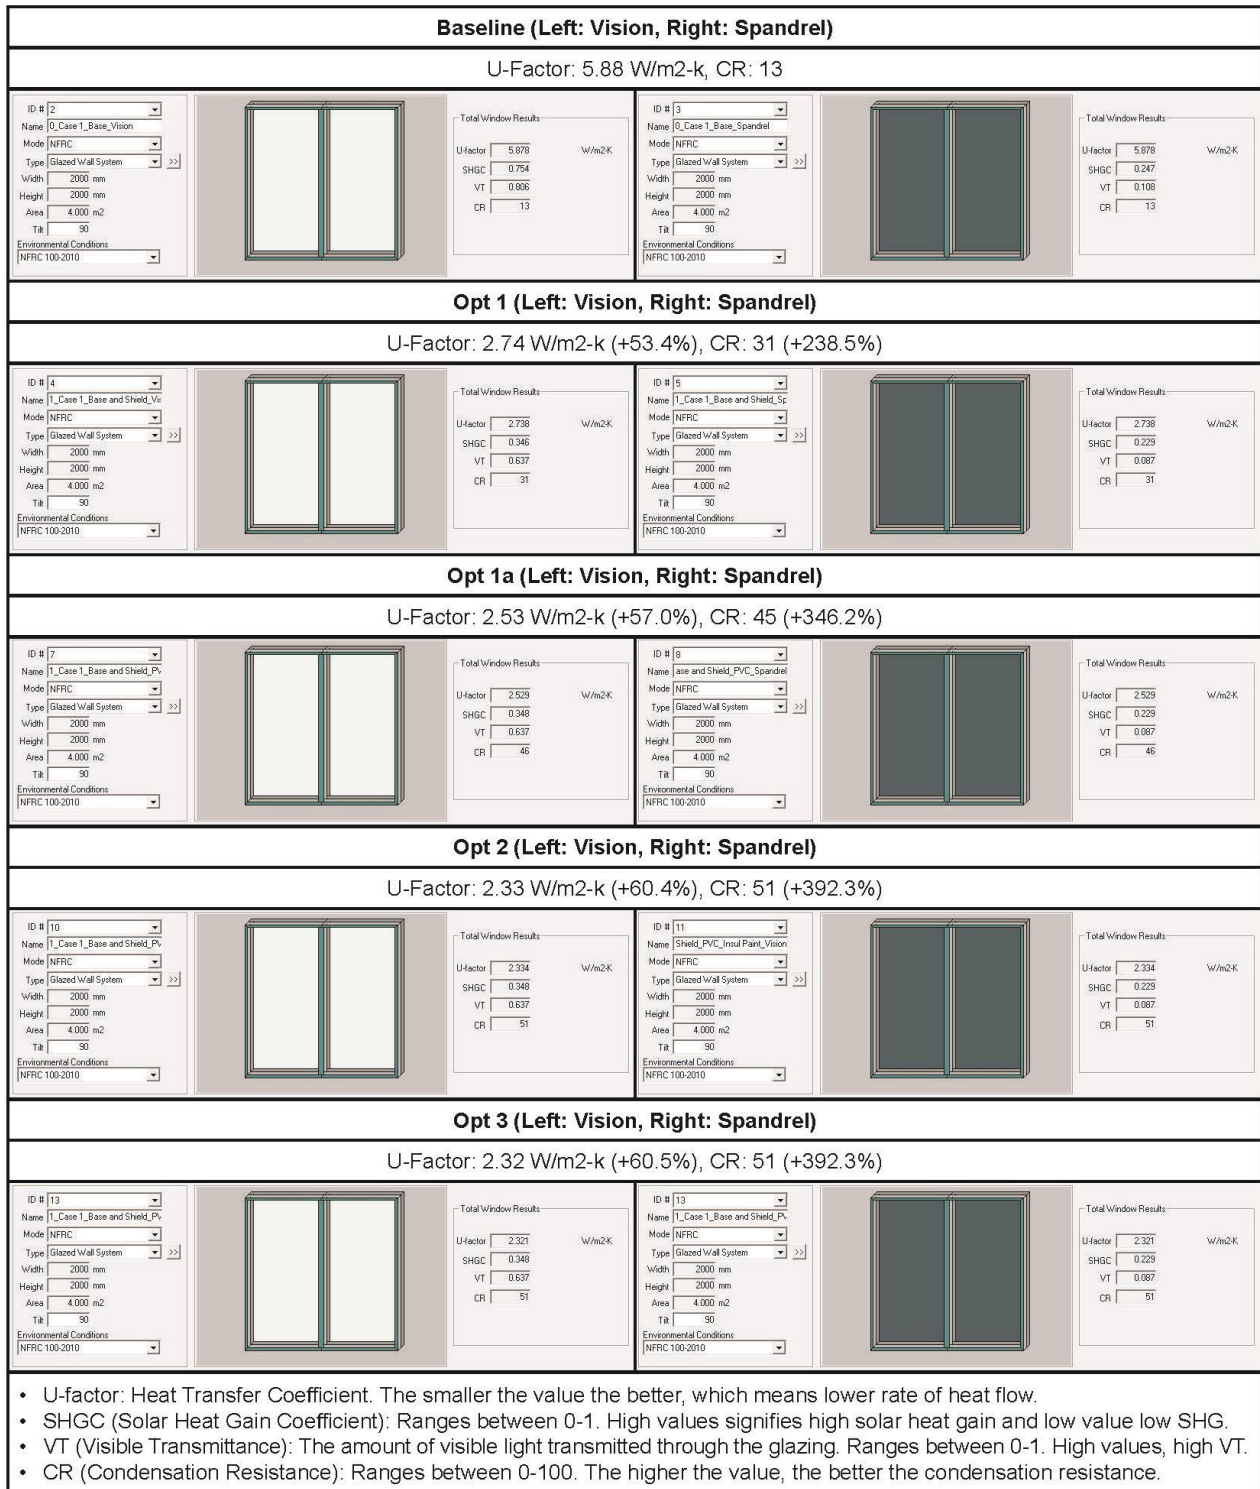 Baseline (Left: Vision, Right: Spandrel)
U-Factor: 5.88 W/m2-k, CR: 13
ID # 2
Name 0_Case 1_Base_Vision
Mode NFRC
Type Glazed Wall System >>
Width 2000 mm
Height 2000 mm
Area 4.000 m2
Tilt 90
Environmental Conditions
NFRC 100-2010
Total Window Results
U-factor 5.878 W/m2-K
SHGC 0.754
VT 0.806
CR 13
ID # 3
Name 0_Case 1_Base_Spandrel
Mode NFRC
Type Glazed Wall System >>
Width 2000 mm
Height 2000 mm
Area 4.000 m2
Tilt 90
Environmental Conditions
NFRC 100-2010
Total Window Results
U-factor 5.878 W/m2-K
SHGC 0.247
VT 0.108
CR 13
Opt 1 (Left: Vision, Right: Spandrel)
U-Factor: 2.74 W/m2-k (+53.4%), CR: 31 (+238.5%)
ID # 4
Name 1_Case 1_Base and Shield_Vis
Mode NFRC
Type Glazed Wall System >>
Width 2000 mm
Height 2000 mm
Area 4.000 m2
Tilt 90
Environmental Conditions
NFRC 100-2010
Total Window Results
U-factor 2.738 W/m2-K
SHGC 0.346
VT 0.637
CR 31
ID # 5
Name 1_Case 1_Base and Shield_Sp
Mode NFRC
Type Glazed Wall System >>
Width 2000 mm
Height 2000 mm
Area 4.000 m2
Tilt 90
Environmental Conditions
NFRC 100-2010
Total Window Results
U-factor 2.738 W/m2-K
SHGC 0.229
VT 0.087
CR 31
Opt 1a (Left: Vision, Right: Spandrel)
U-Factor: 2.53 W/m2-k (+57.0%), CR: 45 (+346.2%)
ID # 7
Name 1_Case 1_Base and Shield_PV
Mode NFRC
Type Glazed Wall System >>
Width 2000 mm
Height 2000 mm
Area 4.000 m2
Tilt 90
Environmental Conditions
NFRC 100-2010
Total Window Results
U-factor 2.529 W/m2-K
SHGC 0.348
VT 0.637
CR 46
ID # 8
Name ase and Shield_PVC_Spandrel
Mode NFRC
Type Glazed Wall System >>
Width 2000 mm
Height 2000 mm
Area 4.000 m2
Tilt 90
Environmental Conditions
NFRC 100-2010
Total Window Results
U-factor 2.529 W/m2-K
SHGC 0.229
VT 0.087
CR 46
Opt 2 (Left: Vision, Right: Spandrel)
U-Factor: 2.33 W/m2-k (+60.4%), CR: 51 (+392.3%)
ID # 10
Name 1_Case 1_Base and Shield_PV
Mode NFRC
Type Glazed Wall System >>
Width 2000 mm
Height 2000 mm
Area 4.000 m2
Tilt 90
Environmental Conditions
NFRC 100-2010
Total Window Results
U-factor 2.334 W/m2-K
SHGC 0.348
VT 0.637
CR 51
ID # 11
Name Shield_PVC_Insul Paint_Vision
Mode NFRC
Type Glazed Wall System >>
Width 2000 mm
Height 2000 mm
Area 4.000 m2
Tilt 90
Environmental Conditions
NFRC 100-2010
Total Window Results
U-factor 2.334 W/m2-K
SHGC 0.229
VT 0.087
CR 51
Opt 3 (Left: Vision, Right: Spandrel)
U-Factor: 2.32 W/m2-k (+60.5%), CR: 51 (+392.3%)
ID # 13
Name 1_Case 1_Base and Shield_PV
Mode NFRC
Type Glazed Wall System >>
Width 2000 mm
Height 2000 mm
Area 4.000 m2
Tilt 90
Environmental Conditions
NFRC 100-2010
Total Window Results
U-factor 2.321 W/m2-K
SHGC 0.348
VT 0.637
CR 51
ID # 13
Name 1_Case 1_Base and Shield_PV
Mode NFRC
Type Glazed Wall System >>
Width 2000 mm
Height 2000 mm
Area 4.000 m2
Tilt 90
Environmental Conditions
NFRC 100-2010
Total Window Results
U-factor 2.321 W/m2-K
SHGC 0.229
VT 0.087
CR 51
• U-factor: Heat Transfer Coefficient. The smaller the value the better, which means lower rate of heat flow.
• SHGC (Solar Heat Gain Coefficient): Ranges between 0-1. High values signifies high solar heat gain and low value low SHG.
• VT (Visible Transmittance): The amount of visible light transmitted through the glazing. Ranges between 0-1. High values, high VT.
• CR (Condensation Resistance): Ranges between 0-100. The higher the value, the better the condensation resistance.